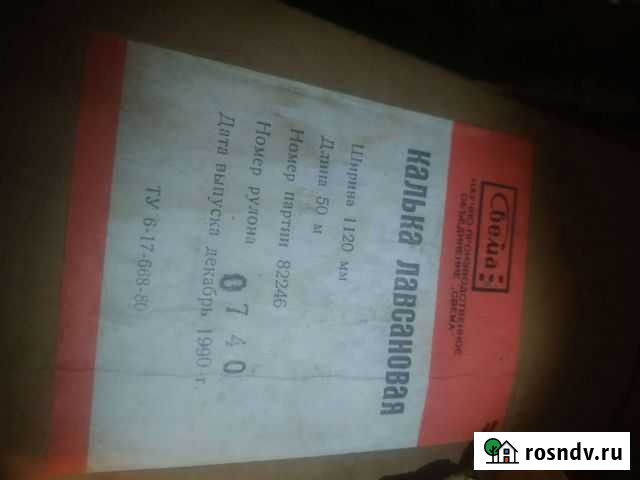 Свема
НАУЧНО-ПРОИЗВОДСТВЕННОЕ
ОБЪЕДИНЕНИЕ „СВЕМА"
КАЛЬКА ЛАВСАНОВАЯ
Ширина 1120 мм
Длина 50 м
Номер партии 82246
Номер рулона 0740
Дата выпуска декабрь 1990 г.
ТУ 6-17-668-80
rosndv.ru